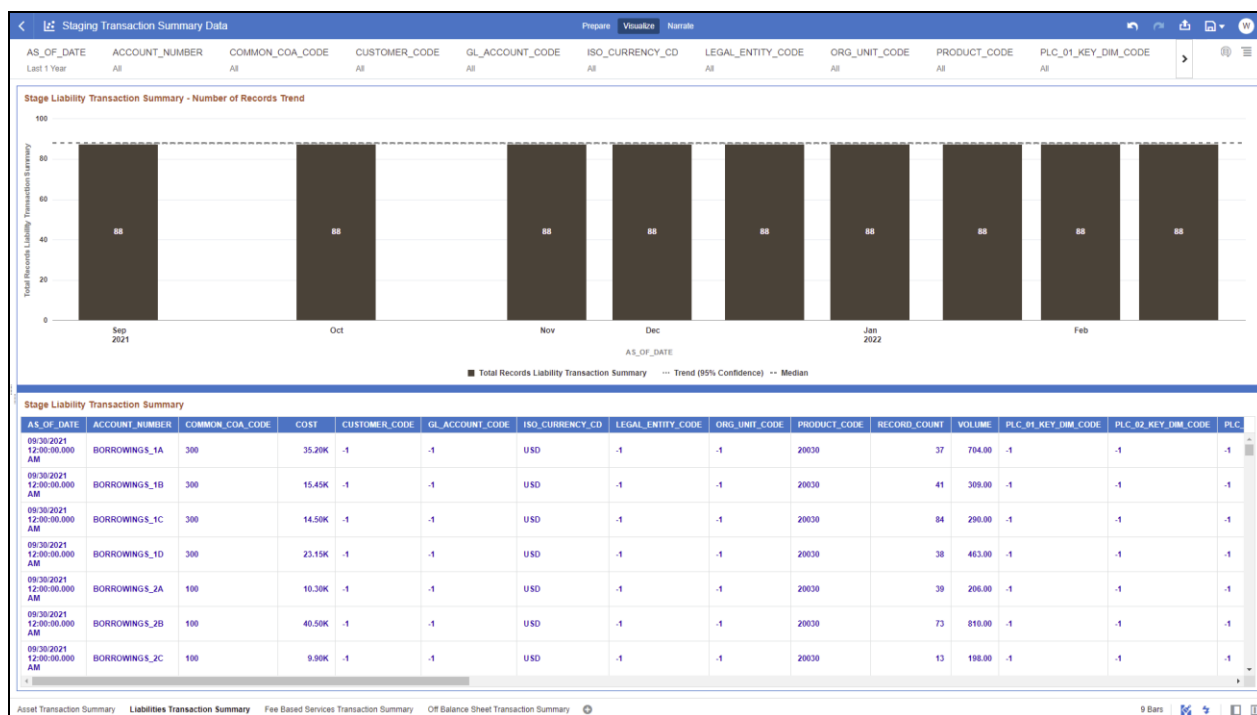 Staging Transaction Summary Data Prepare Visualize Narrate W
AS_OF_DATE ACCOUNT_NUMBER COMMON_COA_CODE CUSTOMER_CODE GL_ACCOUNT_CODE ISO_CURRENCY_CD LEGAL_ENTITY_CODE ORG_UNIT_CODE PRODUCT_CODE PLC_01_KEY_DIM_CODE
Last 1 Year All All All All All All All All All
Stage Liability Transaction Summary - Number of Records Trend
Total Records Liability Transaction Summary
100
80
60
40
20
0
88 88 88 88 88 88 88 88 88
Sep Oct Nov Dec Jan Feb
2021 2022
AS_OF_DATE
Total Records Liability Transaction Summary Trend (95% Confidence) Median
Stage Liability Transaction Summary
AS_OF_DATE ACCOUNT_NUMBER COMMON_COA_CODE COST CUSTOMER_CODE GL_ACCOUNT_CODE ISO_CURRENCY_CD LEGAL_ENTITY_CODE ORG_UNIT_CODE PRODUCT_CODE RECORD_COUNT VOLUME PLC_01_KEY_DIM_CODE PLC_02_KEY_DIM_CODE PLC_
09/30/2021
12:00:00.000 BORROWINGS_1A 300 35.20K -1 -1 USD -1 -1 20030 37 704.00 -1 -1 -1
AM
09/30/2021
12:00:00.000 BORROWINGS_1B 300 15.45K -1 -1 USD -1 -1 20030 41 309.00 -1 -1 -1
AM
09/30/2021
12:00:00.000 BORROWINGS_1C 300 14.50K -1 -1 USD -1 -1 20030 84 290.00 -1 -1 -1
AM
09/30/2021
12:00:00.000 BORROWINGS_1D 300 23.15K -1 -1 USD -1 -1 20030 38 463.00 -1 -1 -1
AM
09/30/2021
12:00:00.000 BORROWINGS_2A 100 10.30K -1 -1 USD -1 -1 20030 39 206.00 -1 -1 -1
AM
09/30/2021
12:00:00.000 BORROWINGS_2B 100 40.50K -1 -1 USD -1 -1 20030 73 810.00 -1 -1 -1
AM
09/30/2021
12:00:00.000 BORROWINGS_2C 100 9.90K -1 -1 USD -1 -1 20030 13 198.00 -1 -1 -1
AM
Asset Transaction Summary Liabilities Transaction Summary Fee Based Services Transaction Summary Off Balance Sheet Transaction Summary 9 Bars